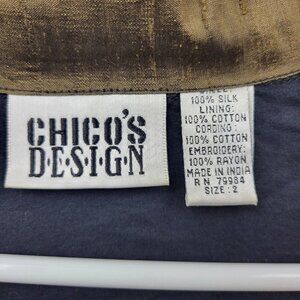 CHICO'S
D·E·S·I·G·N
100% SILK
LINING:
100% COTTON
CORDING:
100% COTTON
EMBROIDERY:
100% RAYON
MADE IN INDIA
RN 79984
SIZE: 2